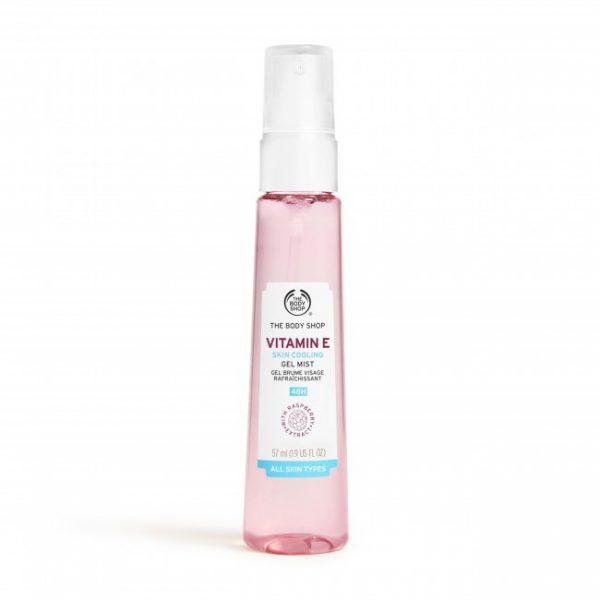 THE
BODY
SHOP
®
THE BODY SHOP
VITAMIN E
SKIN COOLING
GEL MIST
GEL BRUME VISAGE
RAFRAÎCHISSANT
48H
WITH RASPBERRY
EXTRACT
57 ml (1.9 US FL OZ)
ALL SKIN TYPES